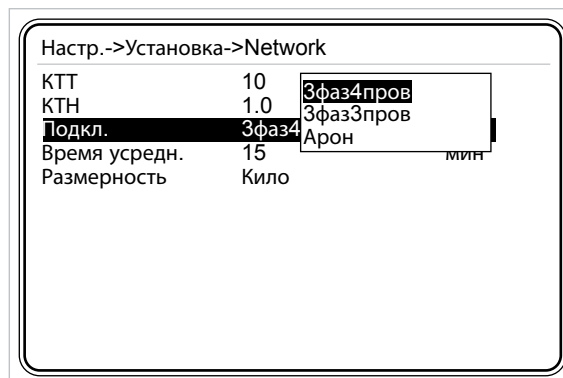 Настр.->Установка->Network
КТТ 10
КТН 1.0
Подкл. 3фаз4
Время усредн. 15 мин
Размерность Кило
3фаз4пров
3фаз3пров
Арон